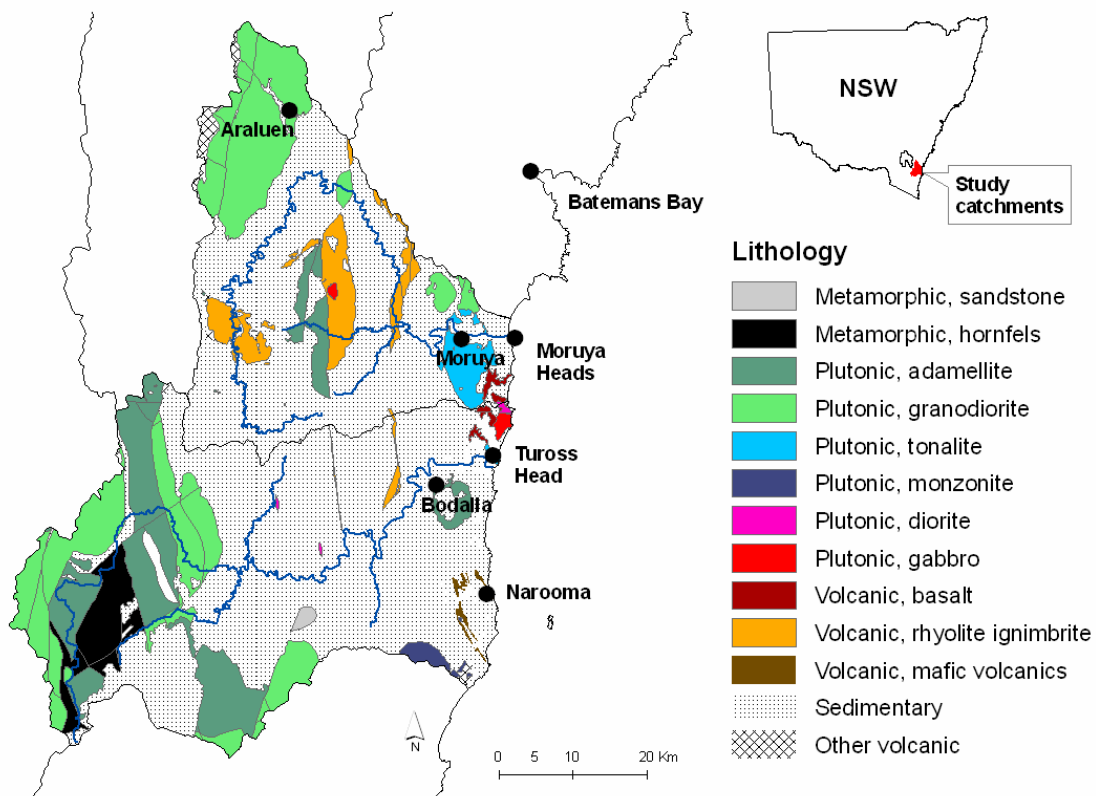 Araluen
Batemans Bay
Moruya
Moruya
Heads
Tuross
Head
Bodalla
Narooma
N
0 5 10 20 Km
NSW
Study
catchments
Lithology
Metamorphic, sandstone
Metamorphic, hornfels
Plutonic, adamellite
Plutonic, granodiorite
Plutonic, tonalite
Plutonic, monzonite
Plutonic, diorite
Plutonic, gabbro
Volcanic, basalt
Volcanic, rhyolite ignimbrite
Volcanic, mafic volcanics
Sedimentary
Other volcanic